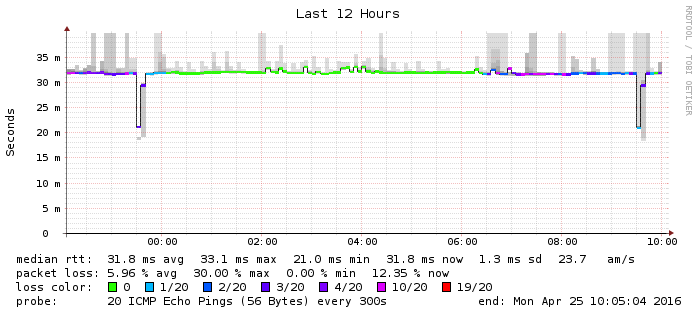 Last 12 Hours
RRDTOOL / TOBI OETIKER
Seconds
35 m
30 m
25 m
20 m
15 m
10 m
5 m
0
00:00 02:00 04:00 06:00 08:00 10:00
median rtt: 31.8 ms avg 33.1 ms max 21.0 ms min 31.8 ms now 1.3 ms sd 23.7 am/s
packet loss: 5.96 % avg 30.00 % max 0.00 % min 12.35 % now
loss color: 0 1/20 2/20 3/20 4/20 10/20 19/20
probe: 20 ICMP Echo Pings (56 Bytes) every 300s end: Mon Apr 25 10:05:04 2016